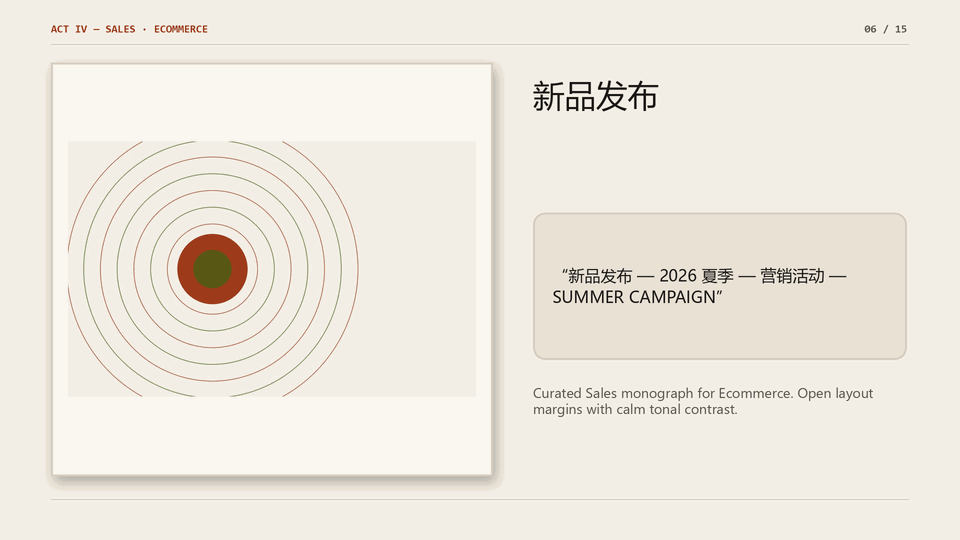 ACT IV — SALES · ECOMMERCE
06 / 15
新品发布
“新品发布 — 2026 夏季 — 营销活动 —
SUMMER CAMPAIGN”
Curated Sales monograph for Ecommerce. Open layout
margins with calm tonal contrast.